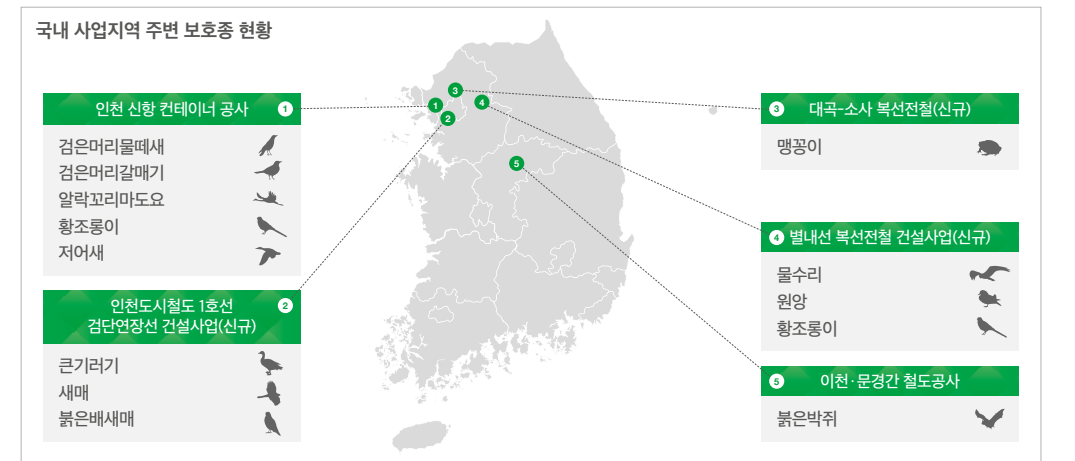 국내 사업지역 주변 보호종 현황
인천 신항 컨테이너 공사 1
검은머리물떼새
검은머리갈매기
알락꼬리마도요
황조롱이
저어새
인천도시철도 1호선
검단연장선 건설사업(신규) 2
큰기러기
새매
붉은배새매
1
2
3
4
5
3 대곡-소사 복선전철(신규)
맹꽁이
4 별내선 복선전철 건설사업(신규)
물수리
원앙
황조롱이
5 이천·문경간 철도공사
붉은박쥐